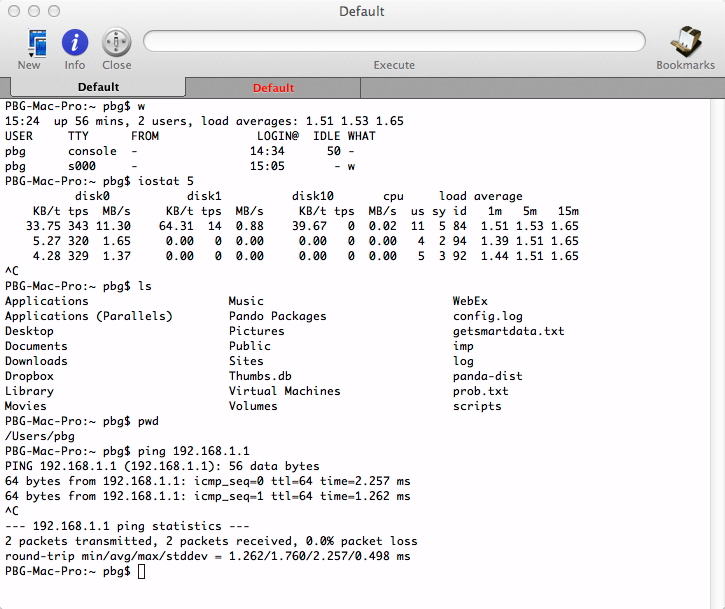 Default
New Info Close Execute Bookmarks
Default Default
PBG-Mac-Pro:~ pbg$ w
15:24  up 56 mins, 2 users, load averages: 1.51 1.53 1.65
USER     TTY      FROM              LOGIN@  IDLE WHAT
pbg      console  -                14:34      50 -
pbg      s000     -                15:05       - w
PBG-Mac-Pro:~ pbg$ iostat 5
          disk0           disk1          disk10       cpu     load average
    KB/t tps  MB/s     KB/t tps  MB/s     KB/t tps  MB/s  us sy id   1m   5m   15m
   33.75 343 11.30    64.31  14  0.88    39.67   0  0.02  11  5 84  1.51 1.53 1.65
    5.27 320  1.65     0.00   0  0.00     0.00   0  0.00   4  2 94  1.39 1.51 1.65
    4.28 329  1.37     0.00   0  0.00     0.00   0  0.00   5  3 92  1.44 1.51 1.65
^C
PBG-Mac-Pro:~ pbg$ ls
Applications                    Music                           WebEx
Applications (Parallels)        Pando Packages                  config.log
Desktop                         Pictures                        getsmartdata.txt
Documents                       Public                          imp
Downloads                       Sites                           log
Dropbox                         Thumbs.db                       panda-dist
Library                         Virtual Machines                prob.txt
Movies                          Volumes                         scripts
PBG-Mac-Pro:~ pbg$ pwd
/Users/pbg
PBG-Mac-Pro:~ pbg$ ping 192.168.1.1
PING 192.168.1.1 (192.168.1.1): 56 data bytes
64 bytes from 192.168.1.1: icmp_seq=0 ttl=64 time=2.257 ms
64 bytes from 192.168.1.1: icmp_seq=1 ttl=64 time=1.262 ms
^C
--- 192.168.1.1 ping statistics ---
2 packets transmitted, 2 packets received, 0.0% packet loss
round-trip min/avg/max/stddev = 1.262/1.760/2.257/0.498 ms
PBG-Mac-Pro:~ pbg$